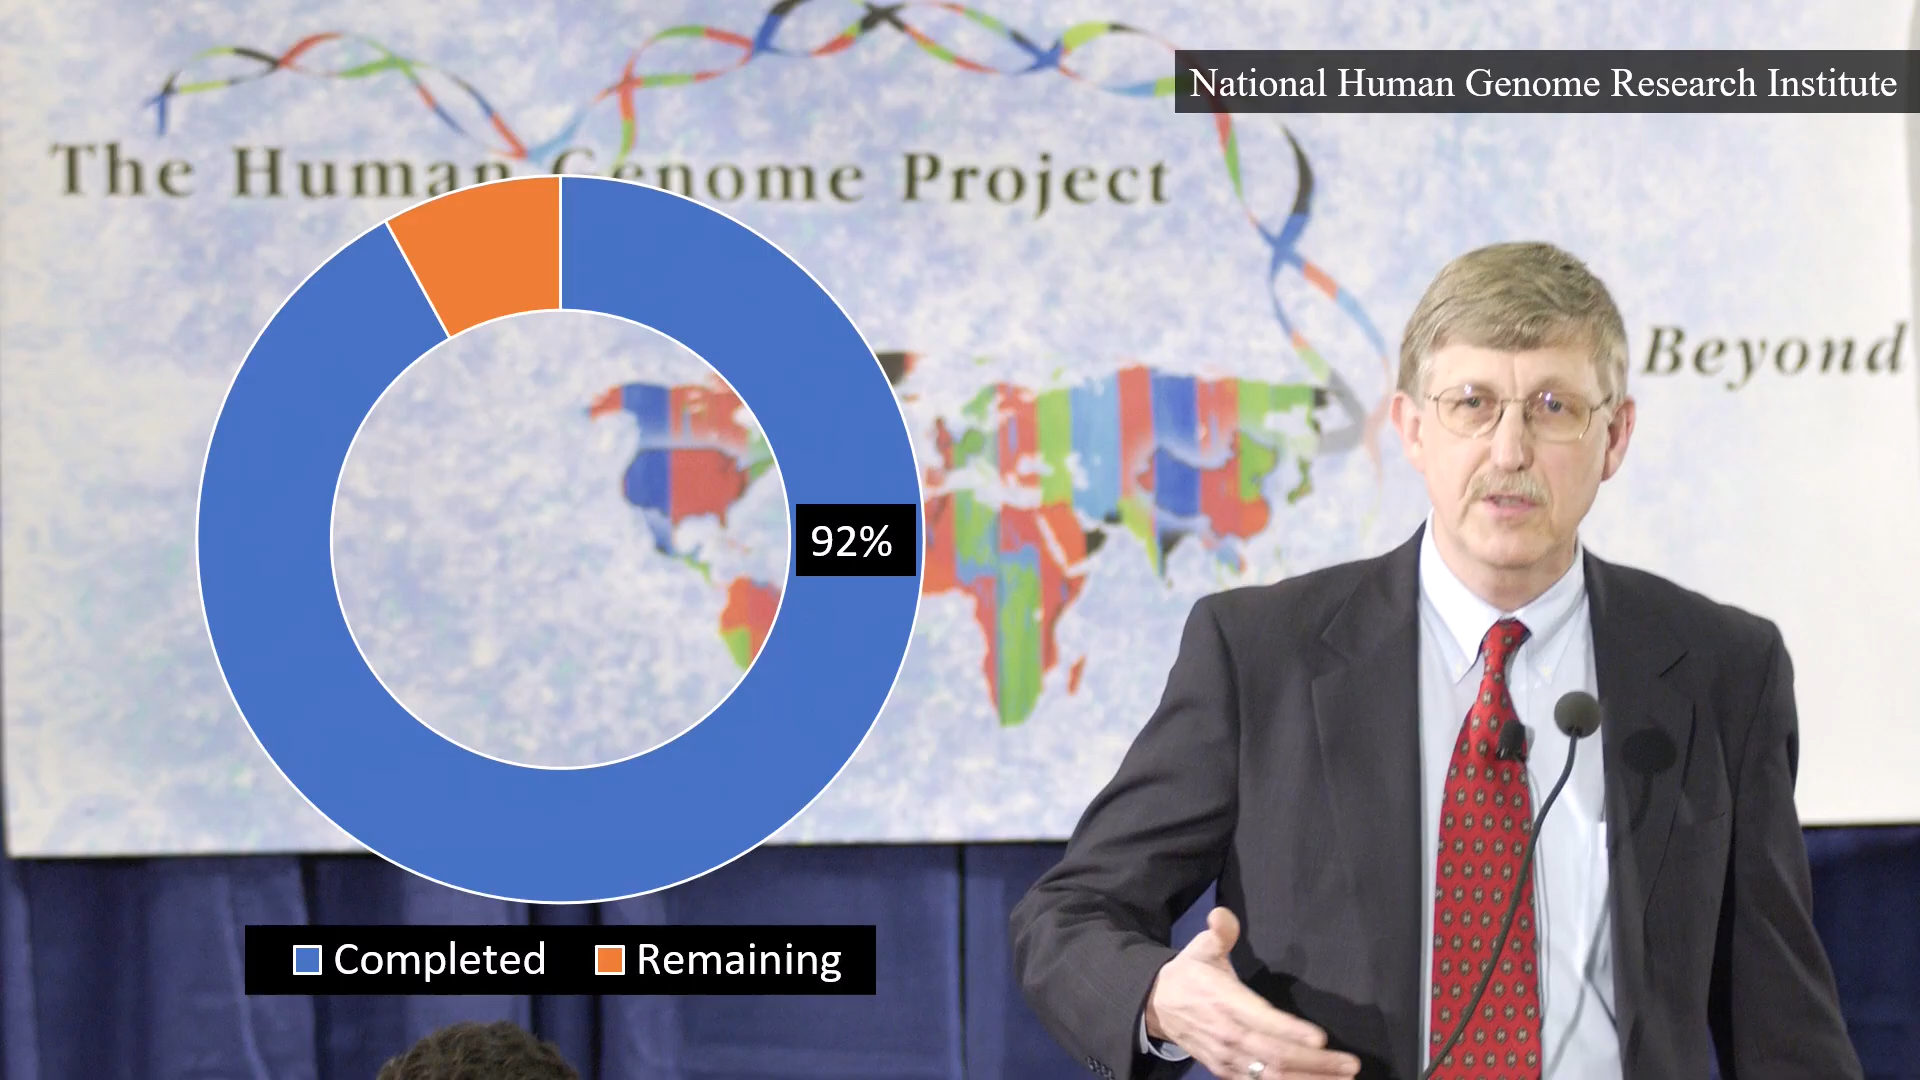 National Human Genome Research Institute
The Human Genome Project
Beyond
92%
Completed Remaining